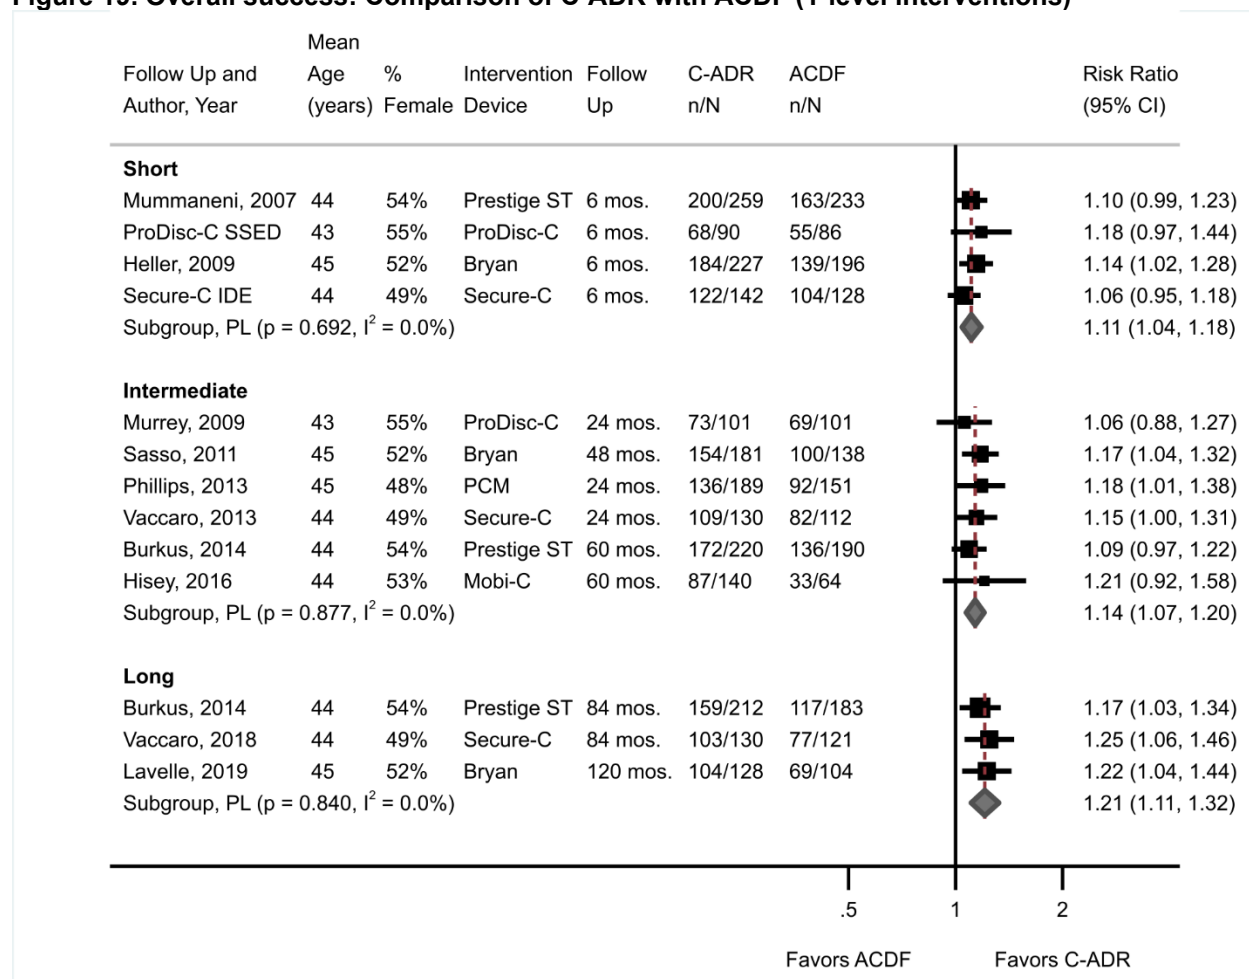 Figure 19. Overall success: Comparison of C-ADR with ACDF (1-level interventions)
Mean
Follow Up and Age % Intervention Follow C-ADR ACDF Risk Ratio
Author, Year (years) Female Device Up n/N n/N (95% CI)
Short
Mummaneni, 2007 44 54% Prestige ST 6 mos. 200/259 163/233 1.10 (0.99, 1.23)
ProDisc-C SSED 43 55% ProDisc-C 6 mos. 68/90 55/86 1.18 (0.97, 1.44)
Heller, 2009 45 52% Bryan 6 mos. 184/227 139/196 1.14 (1.02, 1.28)
Secure-C IDE 44 49% Secure-C 6 mos. 122/142 104/128 1.06 (0.95, 1.18)
Subgroup, PL (p = 0.692, I² = 0.0%) 1.11 (1.04, 1.18)
Intermediate
Murrey, 2009 43 55% ProDisc-C 24 mos. 73/101 69/101 1.06 (0.88, 1.27)
Sasso, 2011 45 52% Bryan 48 mos. 154/181 100/138 1.17 (1.04, 1.32)
Phillips, 2013 45 48% PCM 24 mos. 136/189 92/151 1.18 (1.01, 1.38)
Vaccaro, 2013 44 49% Secure-C 24 mos. 109/130 82/112 1.15 (1.00, 1.31)
Burkus, 2014 44 54% Prestige ST 60 mos. 172/220 136/190 1.09 (0.97, 1.22)
Hisey, 2016 44 53% Mobi-C 60 mos. 87/140 33/64 1.21 (0.92, 1.58)
Subgroup, PL (p = 0.877, I² = 0.0%) 1.14 (1.07, 1.20)
Long
Burkus, 2014 44 54% Prestige ST 84 mos. 159/212 117/183 1.17 (1.03, 1.34)
Vaccaro, 2018 44 49% Secure-C 84 mos. 103/130 77/121 1.25 (1.06, 1.46)
Lavelle, 2019 45 52% Bryan 120 mos. 104/128 69/104 1.22 (1.04, 1.44)
Subgroup, PL (p = 0.840, I² = 0.0%) 1.21 (1.11, 1.32)
.5 1 2
Favors ACDF Favors C-ADR